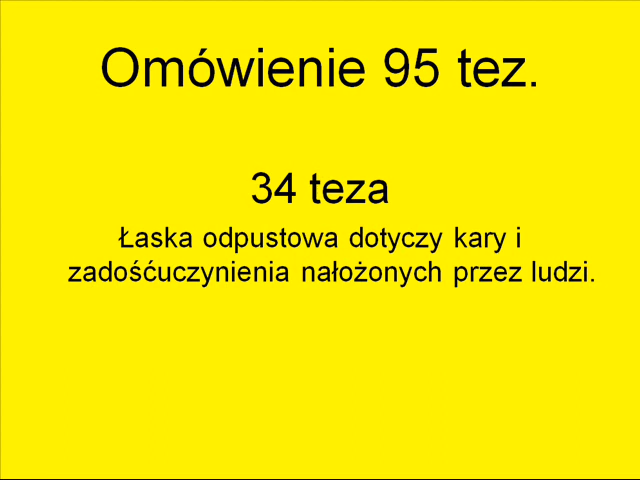 Omówienie 95 tez.
34 teza
Łaska odpustowa dotyczy kary i
zadośćuczynienia nałożonych przez ludzi.